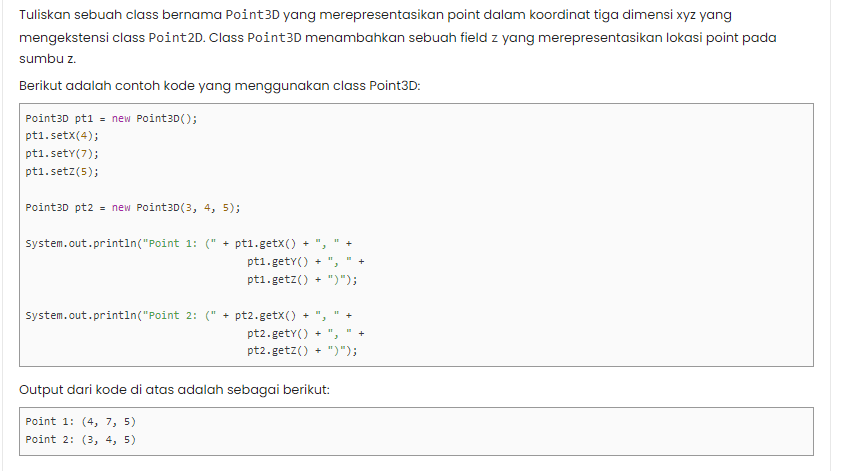 Tuliskan sebuah class bernama Point3D yang merepresentasikan point dalam koordinat tiga dimensi xyz yang
mengekstensi class Point2D. Class Point3D menambahkan sebuah field z yang merepresentasikan lokasi point pada
sumbu z.
Berikut adalah contoh kode yang menggunakan class Point3D:
Point3D pt1 = new Point3D();
pt1.setX(4);
pt1.setY(7);
pt1.setZ(5);
Point3D pt2 = new Point3D(3, 4, 5);
System.out.println("Point 1: (" + pt1.getX() + ", " +
pt1.getY() + ", " +
pt1.getZ() + ")");
System.out.println("Point 2: (" + pt2.getX() + ", " +
pt2.getY() + ", " +
pt2.getZ() + ")");
Output dari kode di atas adalah sebagai berikut:
Point 1: (4, 7, 5)
Point 2: (3, 4, 5)